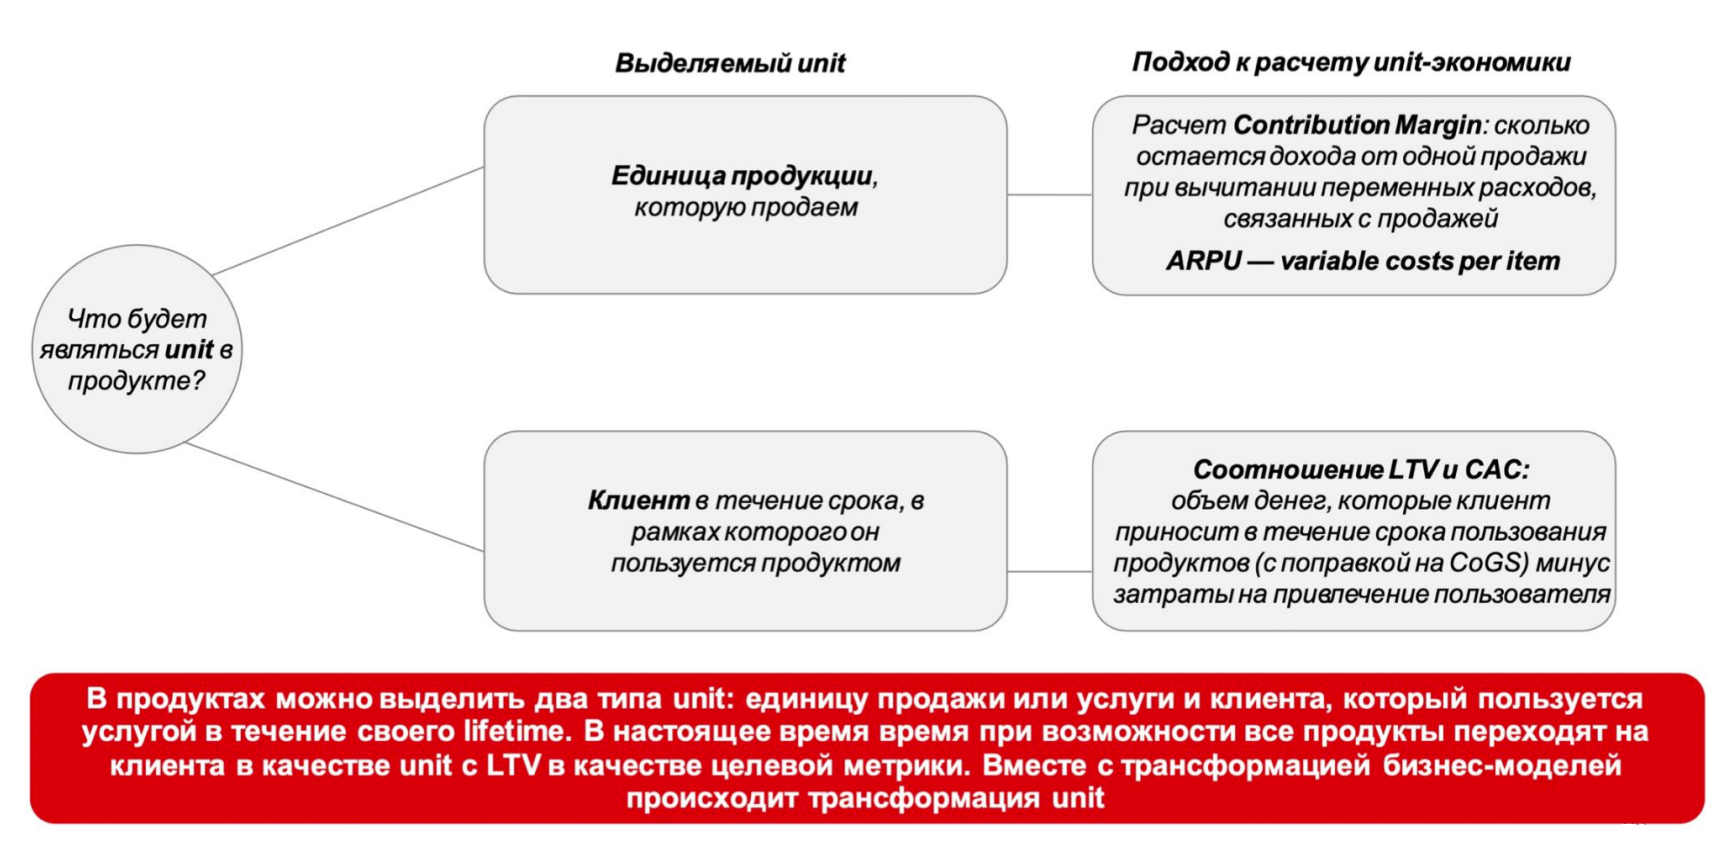 Выделяемый unit
Подход к расчету unit-экономики
Что будет
являться unit в
продукте?
Единица продукции,
которую продаем
Расчет Contribution Margin: сколько
остается дохода от одной продажи
при вычитании переменных расходов,
связанных с продажей
ARPU — variable costs per item
Клиент в течение срока, в
рамках которого он
пользуется продуктом
Соотношение LTV и CAC:
объем денег, которые клиент
приносит в течение срока пользования
продуктов (с поправкой на CoGS) минус
затраты на привлечение пользователя
В продуктах можно выделить два типа unit: единицу продажи или услуги и клиента, который пользуется
услугой в течение своего lifetime. В настоящее время время при возможности все продукты переходят на
клиента в качестве unit с LTV в качестве целевой метрики. Вместе с трансформацией бизнес-моделей
происходит трансформация unit